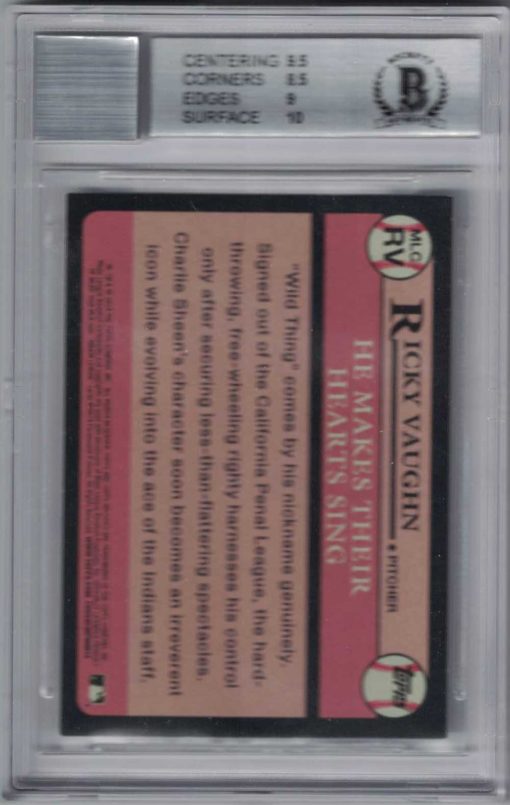 CENTERING 9.5
CORNERS 8.5
EDGES 9
SURFACE 10
B
MLC
RV
RICKY VAUGHN
PITCHER
Topps
HE MAKES THEIR
HEARTS SING
"Wild Thing" comes by his nickname genuinely.
Signed out of the California Penal League, the hard-
throwing, free-wheeling righty harnesses his control
only after securing less-than-flattering spectacles.
Charlie Sheen's character soon becomes an irreverent
icon while evolving into the ace of the Indians staff.